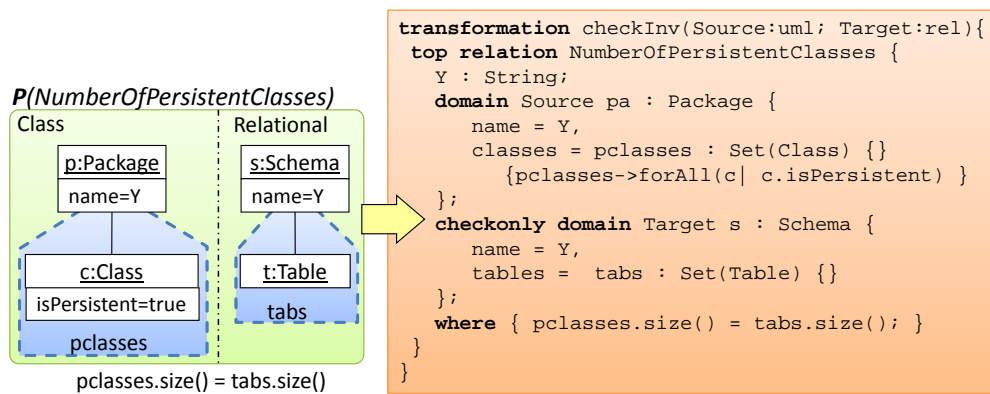 P(NumberOfPersistentClasses)
Class
Relational
p:Package
name=Y
s:Schema
name=Y
c:Class
isPersistent=true
pclasses
t:Table
tabs
pclasses.size() = tabs.size()
transformation checkInv(Source:uml; Target:rel){
top relation NumberOfPersistentClasses {
Y : String;
domain Source pa : Package {
name = Y,
classes = pclasses : Set(Class) {}
{pclasses->forAll(c| c.isPersistent) }
};
checkonly domain Target s : Schema {
name = Y,
tables = tabs : Set(Table) {}
};
where { pclasses.size() = tabs.size(); }
}
}